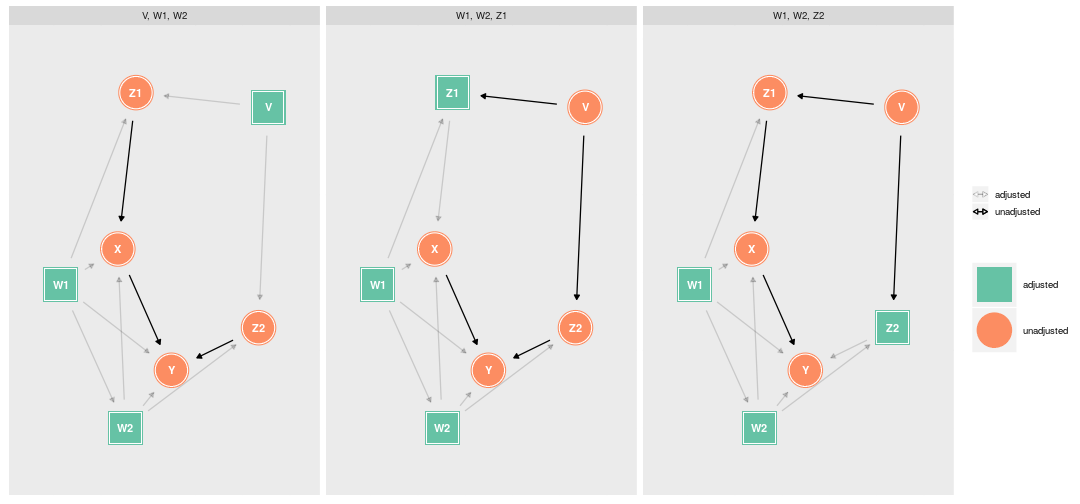 V, W1, W2
W1, W2, Z1
W1, W2, Z2
Z1
V
X
W1
Z2
Y
W2
Z1
V
X
W1
Z2
Y
W2
Z1
V
X
W1
Z2
Y
W2
adjusted
unadjusted
adjusted
unadjusted